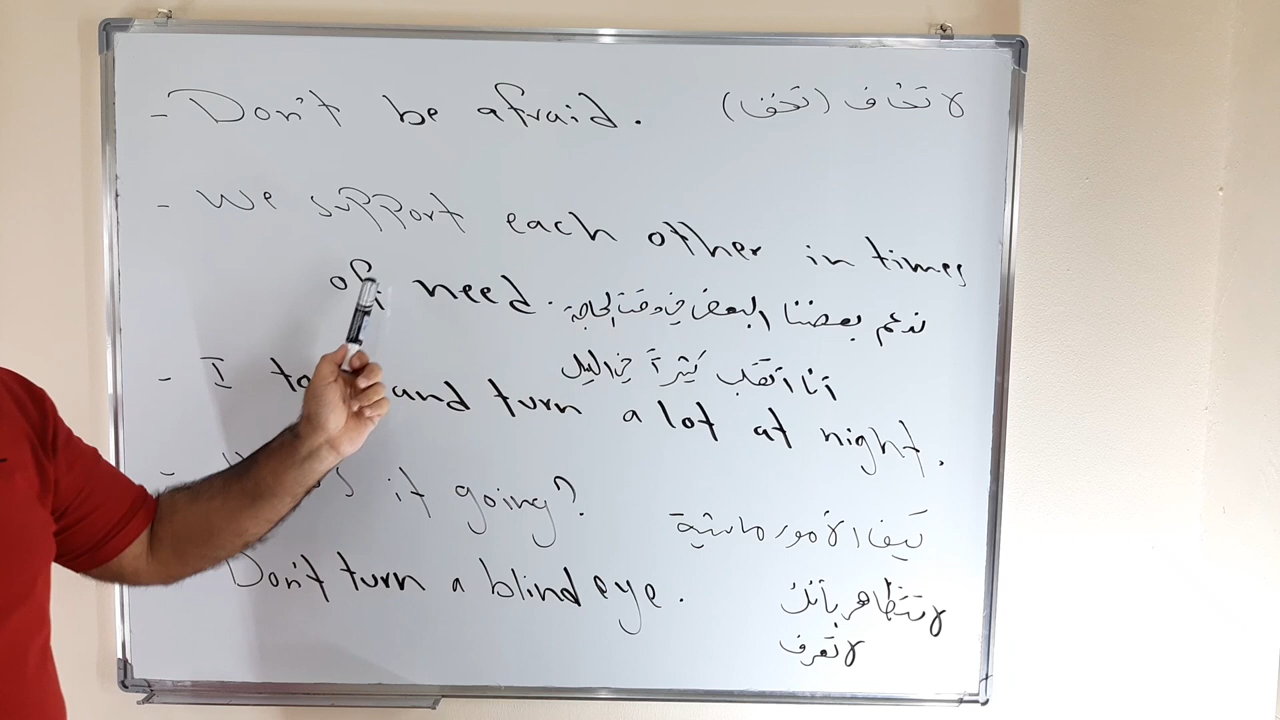 - Don't be afraid. لا تخاف (تخف)
- We support each other in times
of need. ندعم بعضنا البعض في وقت الحاجة
أنا أتقلب كثيراً في الليل
- I to and turn a lot at night.
- H 's it going? كيف الأمور ماشية
Don't turn a blind eye. لا تتظاهر بأنك
لا تعرف